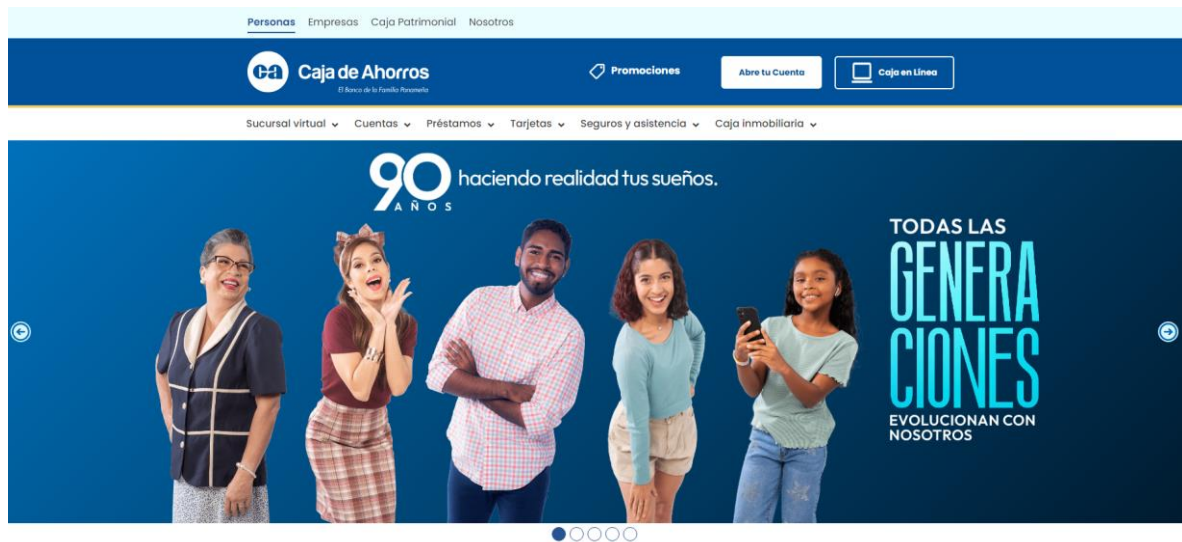 Personas Empresas Caja Patrimonial Nosotros
ca Caja de Ahorros
El Banco de la Familia Panameña
Promociones
Abre tu Cuenta
Caja en Línea
Sucursal virtual Cuentas Préstamos Tarjetas Seguros y asistencia Caja inmobiliaria
90 AÑOS haciendo realidad tus sueños.
TODAS LAS
GENERA
CIONES
EVOLUCIONAN CON
NOSOTROS